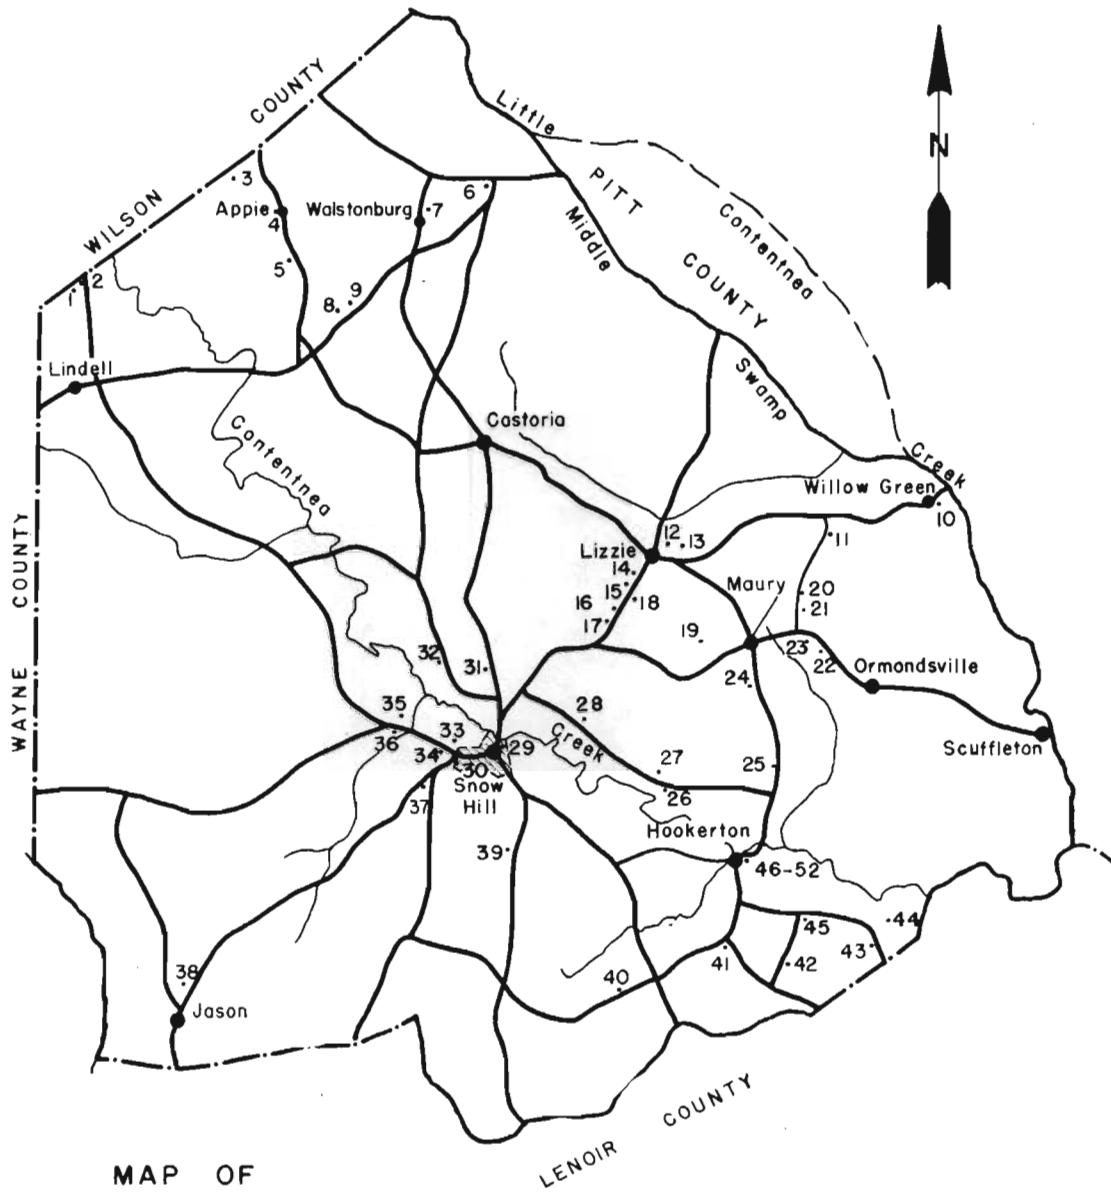 WILSON COUNTY
Little
Contentnea
Creek
PITT COUNTY
N
Middle
Swamp
3
Appie
4
Walstonburg
7
6
5
8
9
1
2
Lindell
Contentnea
Castoria
Willow Green
10
WAYNE COUNTY
12
13
Lizzie
11
14
15
16
17
18
Maury
20
21
19
23
22
Ormondsville
24
32
31
35
36
33
34
28
Creek
29
30
Snow
Hill
27
26
25
Scuffleton
37
Hookerton
39
46-52
45
44
43
42
41
40
38
Jason
LENOIR COUNTY
MAP OF